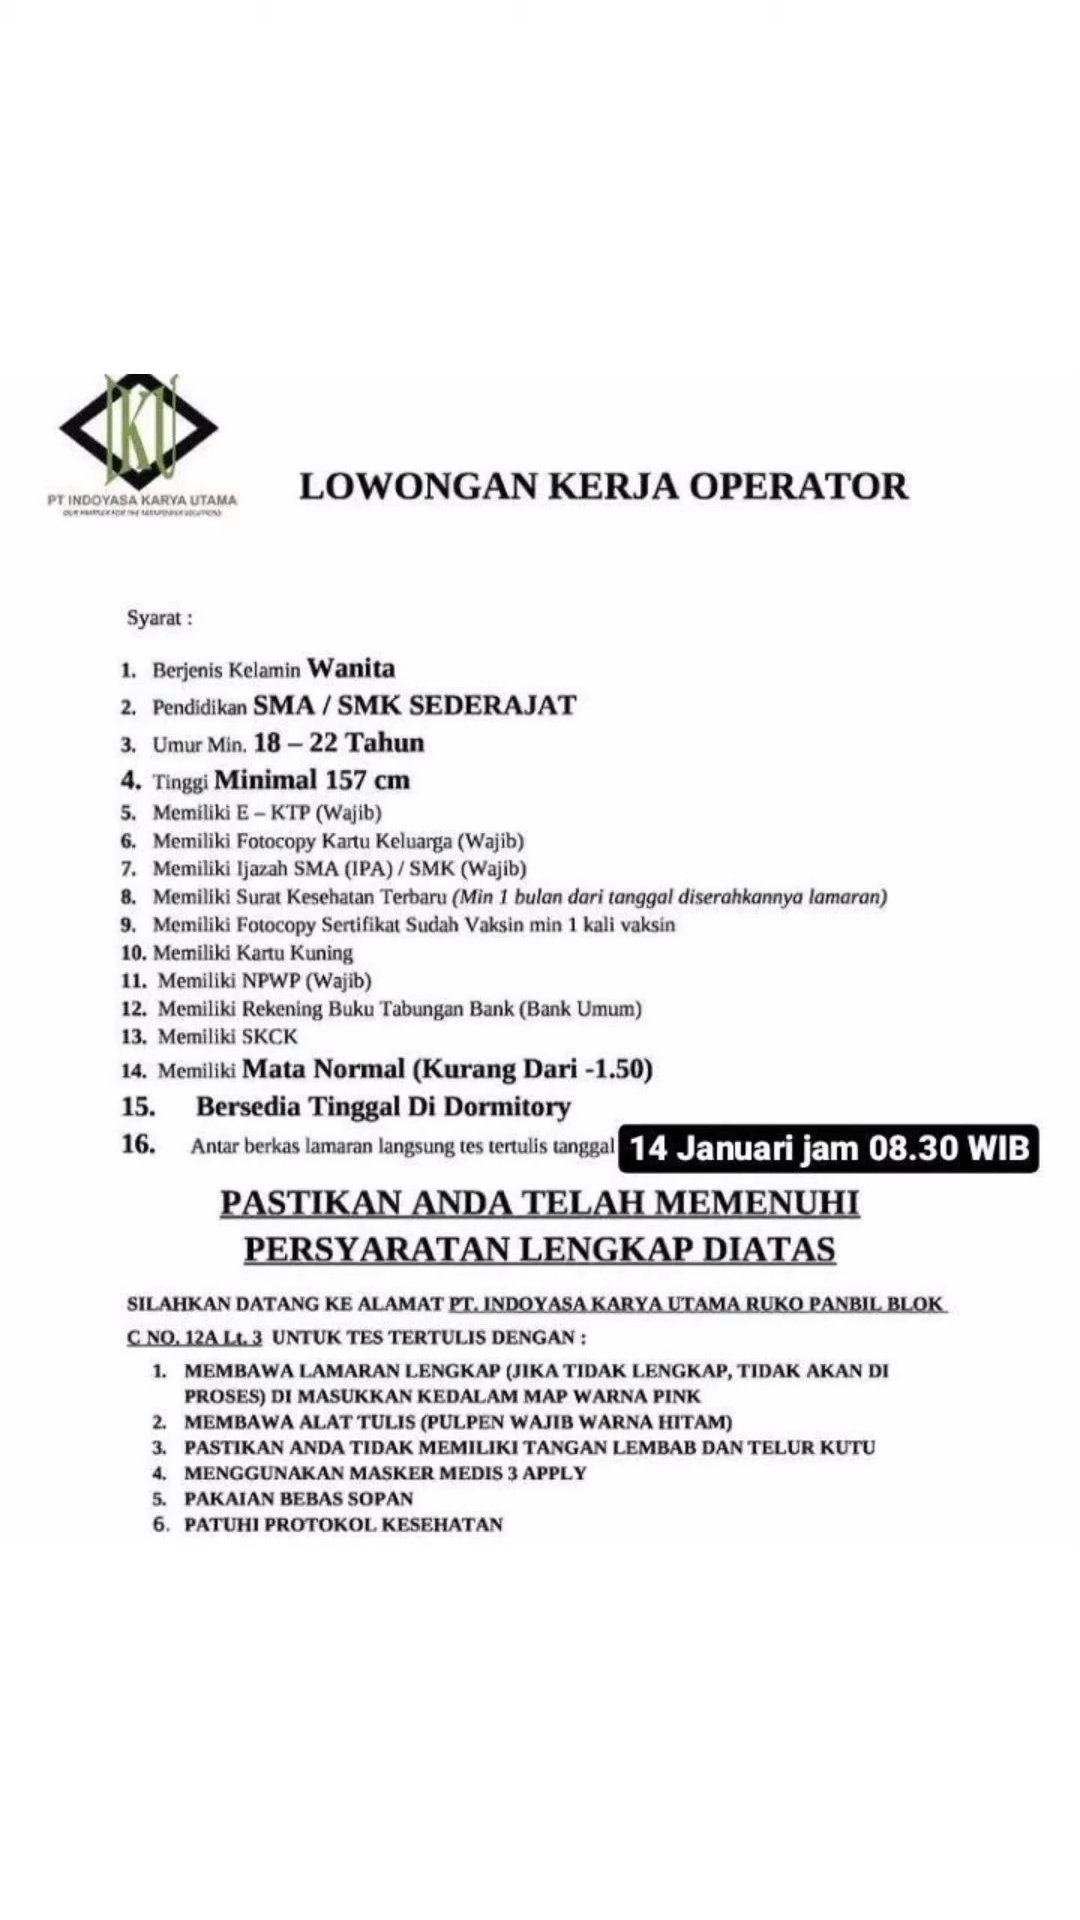 IKU
PT INDOYASA KARYA UTAMA
OUR PARTNER FOR THE MANPOWER SOLUTIONS
LOWONGAN KERJA OPERATOR
Syarat :
1. Berjenis Kelamin Wanita
2. Pendidikan SMA / SMK SEDERAJAT
3. Umur Min. 18 – 22 Tahun
4. Tinggi Minimal 157 cm
5. Memiliki E – KTP (Wajib)
6. Memiliki Fotocopy Kartu Keluarga (Wajib)
7. Memiliki Ijazah SMA (IPA) / SMK (Wajib)
8. Memiliki Surat Kesehatan Terbaru (Min 1 bulan dari tanggal diserahkannya lamaran)
9. Memiliki Fotocopy Sertifikat Sudah Vaksin min 1 kali vaksin
10. Memiliki Kartu Kuning
11. Memiliki NPWP (Wajib)
12. Memiliki Rekening Buku Tabungan Bank (Bank Umum)
13. Memiliki SKCK
14. Memiliki Mata Normal (Kurang Dari -1.50)
15. Bersedia Tinggal Di Dormitory
16. Antar berkas lamaran langsung tes tertulis tanggal 14 Januari jam 08.30 WIB
PASTIKAN ANDA TELAH MEMENUHI
PERSYARATAN LENGKAP DIATAS
SILAHKAN DATANG KE ALAMAT PT. INDOYASA KARYA UTAMA RUKO PANBIL BLOK
C NO. 12A Lt. 3 UNTUK TES TERTULIS DENGAN :
1. MEMBAWA LAMARAN LENGKAP (JIKA TIDAK LENGKAP, TIDAK AKAN DI
PROSES) DI MASUKKAN KEDALAM MAP WARNA PINK
2. MEMBAWA ALAT TULIS (PULPEN WAJIB WARNA HITAM)
3. PASTIKAN ANDA TIDAK MEMILIKI TANGAN LEMBAB DAN TELUR KUTU
4. MENGGUNAKAN MASKER MEDIS 3 APPLY
5. PAKAIAN BEBAS SOPAN
6. PATUHI PROTOKOL KESEHATAN